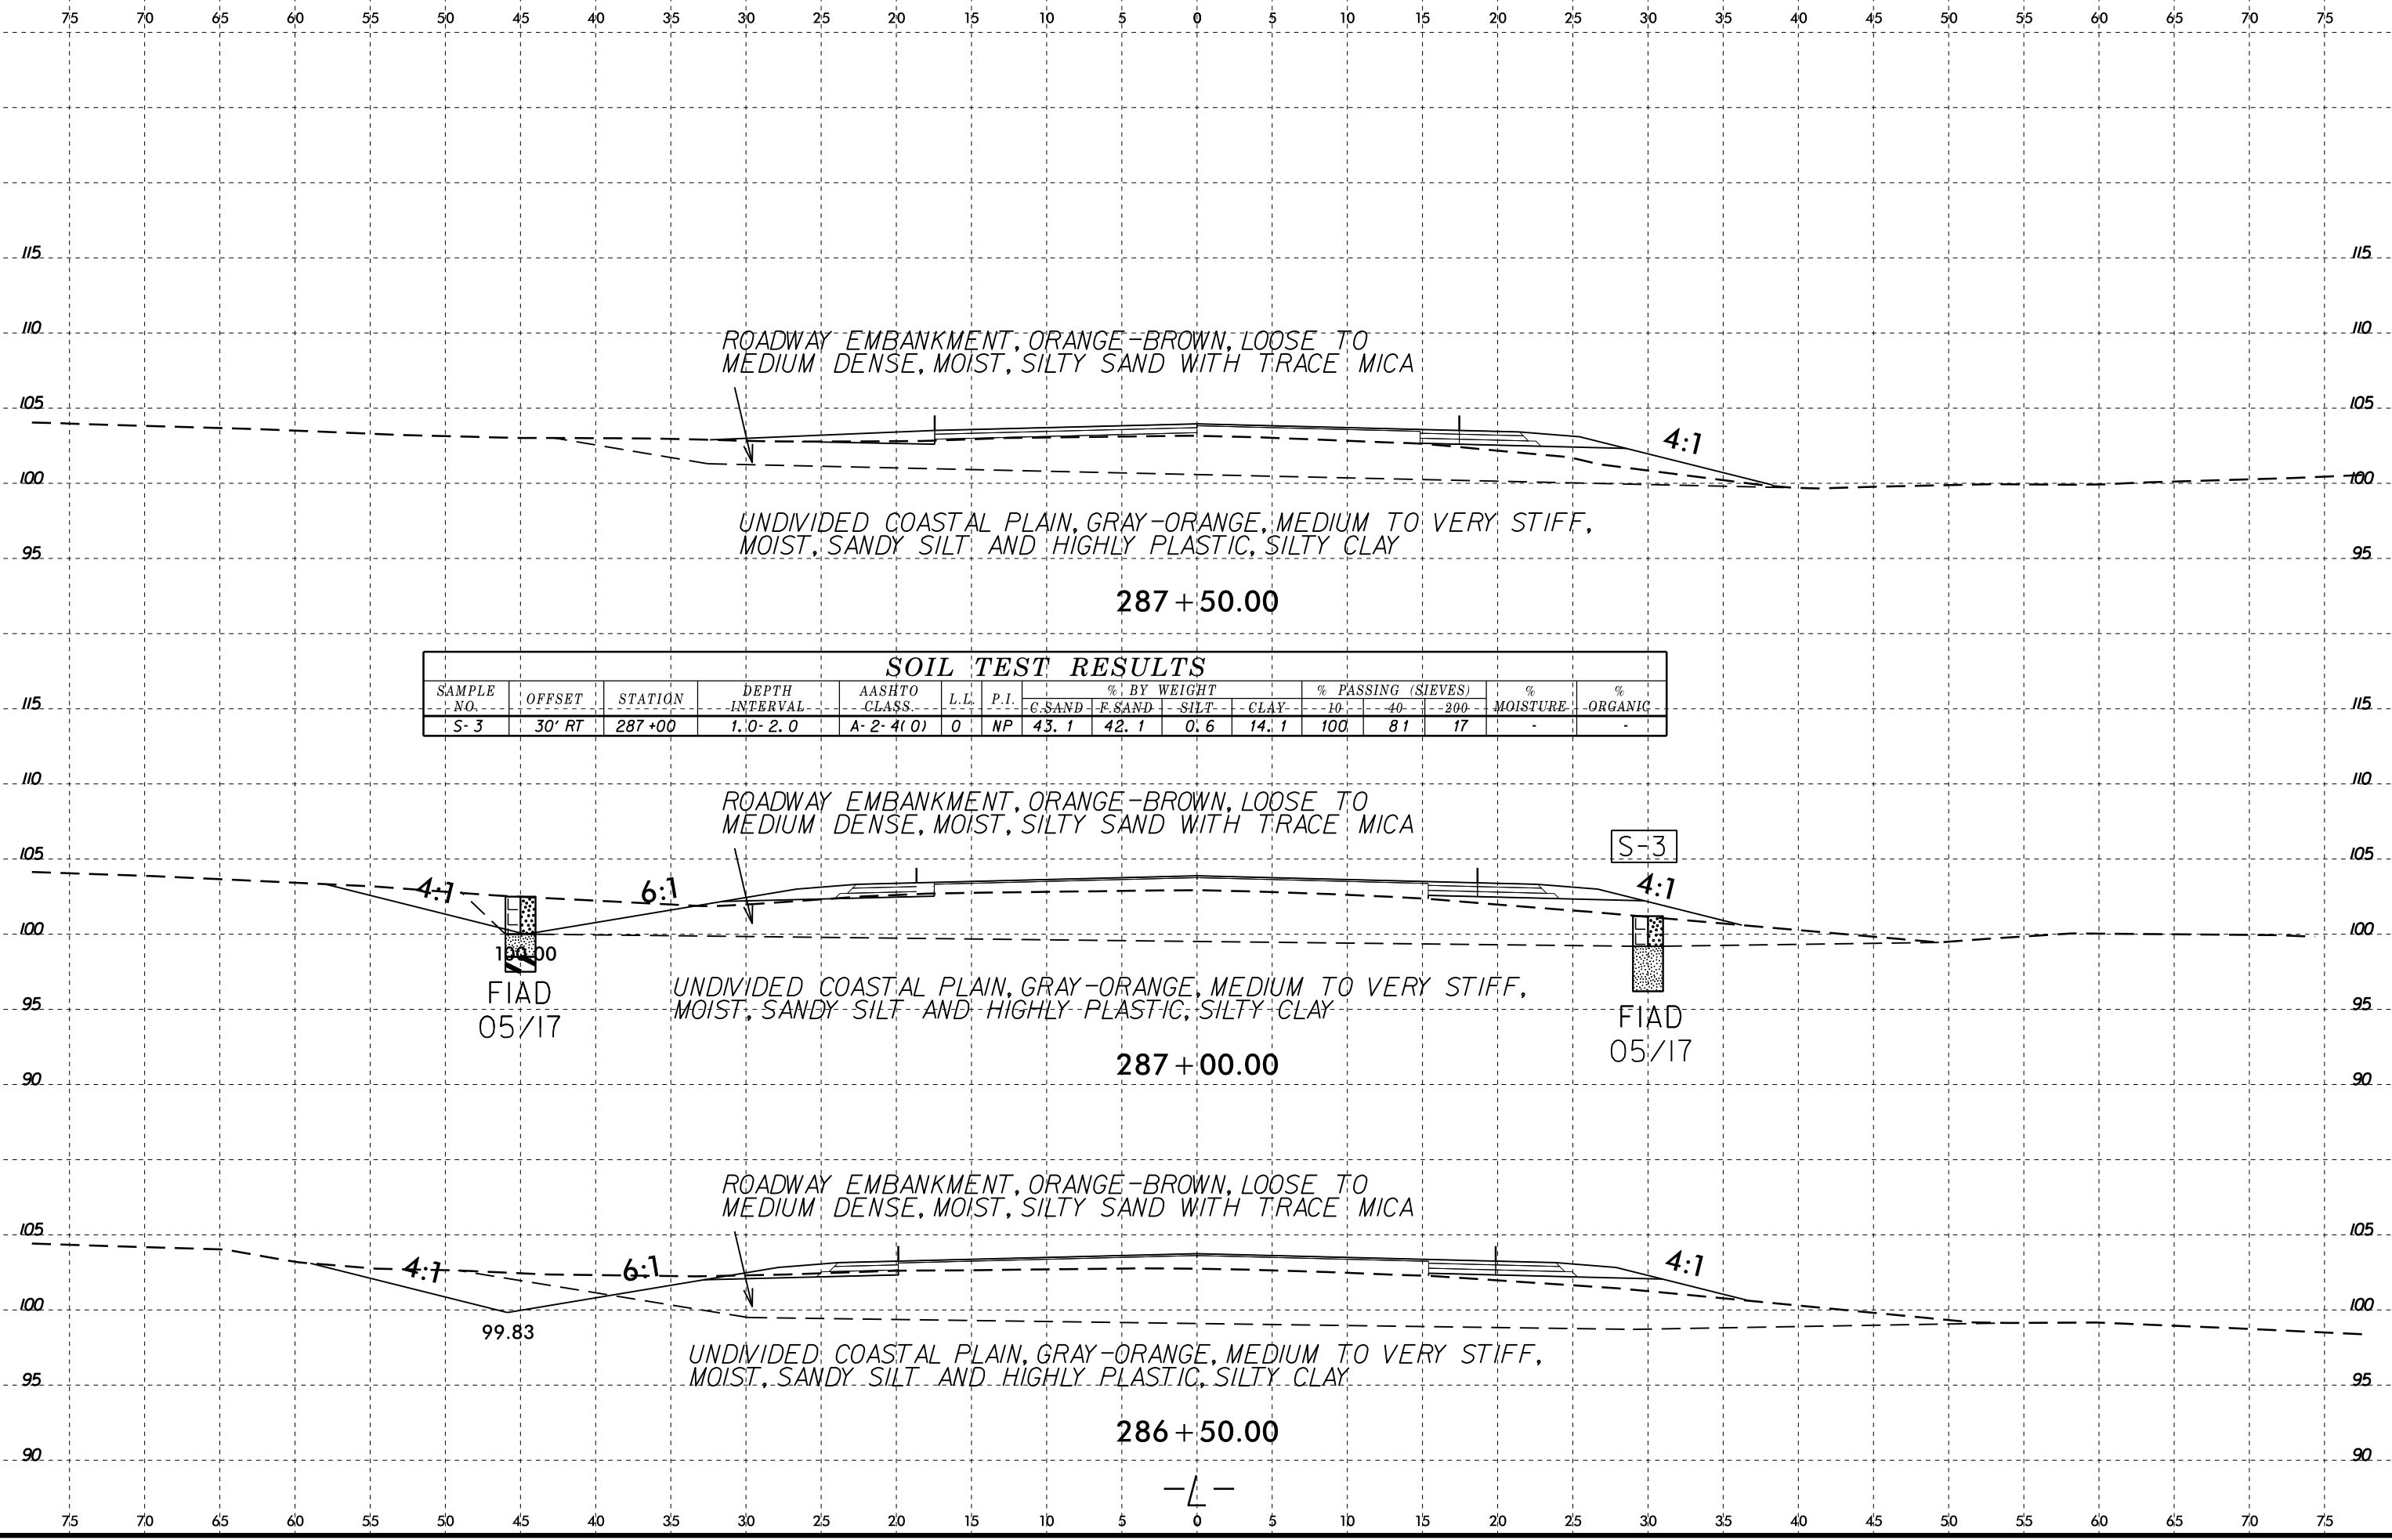 75 70 65 60 55 50 45 40 35 30 25 20 15 10 5 0 5 10 15 20 25 30 35 40 45 50 55 60 65 70 75
115 115
110 110
ROADWAY EMBANKMENT, ORANGE-BROWN, LOOSE TO
MEDIUM DENSE, MOIST, SILTY SAND WITH TRACE MICA
105 105
4:1
100 100
UNDIVIDED COASTAL PLAIN, GRAY-ORANGE, MEDIUM TO VERY STIFF,
MOIST, SANDY SILT AND HIGHLY PLASTIC, SILTY CLAY
95 95
287+50.00
SOIL TEST RESULTS
SAMPLE NO. OFFSET STATION DEPTH INTERVAL AASHTO CLASS. L.L. P.I. % BY WEIGHT C.SAND F.SAND SILT CLAY % PASSING (SIEVES) 10 40 200 % MOISTURE % ORGANIC
S-3 30' RT 287+00 1.0-2.0 A-2-4(0) 0 NP 43.1 42.1 0.6 14.1 100 81 17 - -
115 115
110 110
ROADWAY EMBANKMENT, ORANGE-BROWN, LOOSE TO
MEDIUM DENSE, MOIST, SILTY SAND WITH TRACE MICA
S-3
105 105
4:1 6:1 4:1
100 100
100.00
UNDIVIDED COASTAL PLAIN, GRAY-ORANGE, MEDIUM TO VERY STIFF,
MOIST, SANDY SILT AND HIGHLY PLASTIC, SILTY CLAY
FIAD
05/17
95 95
FIAD
05/17
287+00.00
90 90
ROADWAY EMBANKMENT, ORANGE-BROWN, LOOSE TO
MEDIUM DENSE, MOIST, SILTY SAND WITH TRACE MICA
105 105
4:1 6:1 4:1
100 100
99.83
UNDIVIDED COASTAL PLAIN, GRAY-ORANGE, MEDIUM TO VERY STIFF,
MOIST, SANDY SILT AND HIGHLY PLASTIC, SILTY CLAY
95 95
286+50.00
90 90
-L-
75 70 65 60 55 50 45 40 35 30 25 20 15 10 5 0 5 10 15 20 25 30 35 40 45 50 55 60 65 70 75